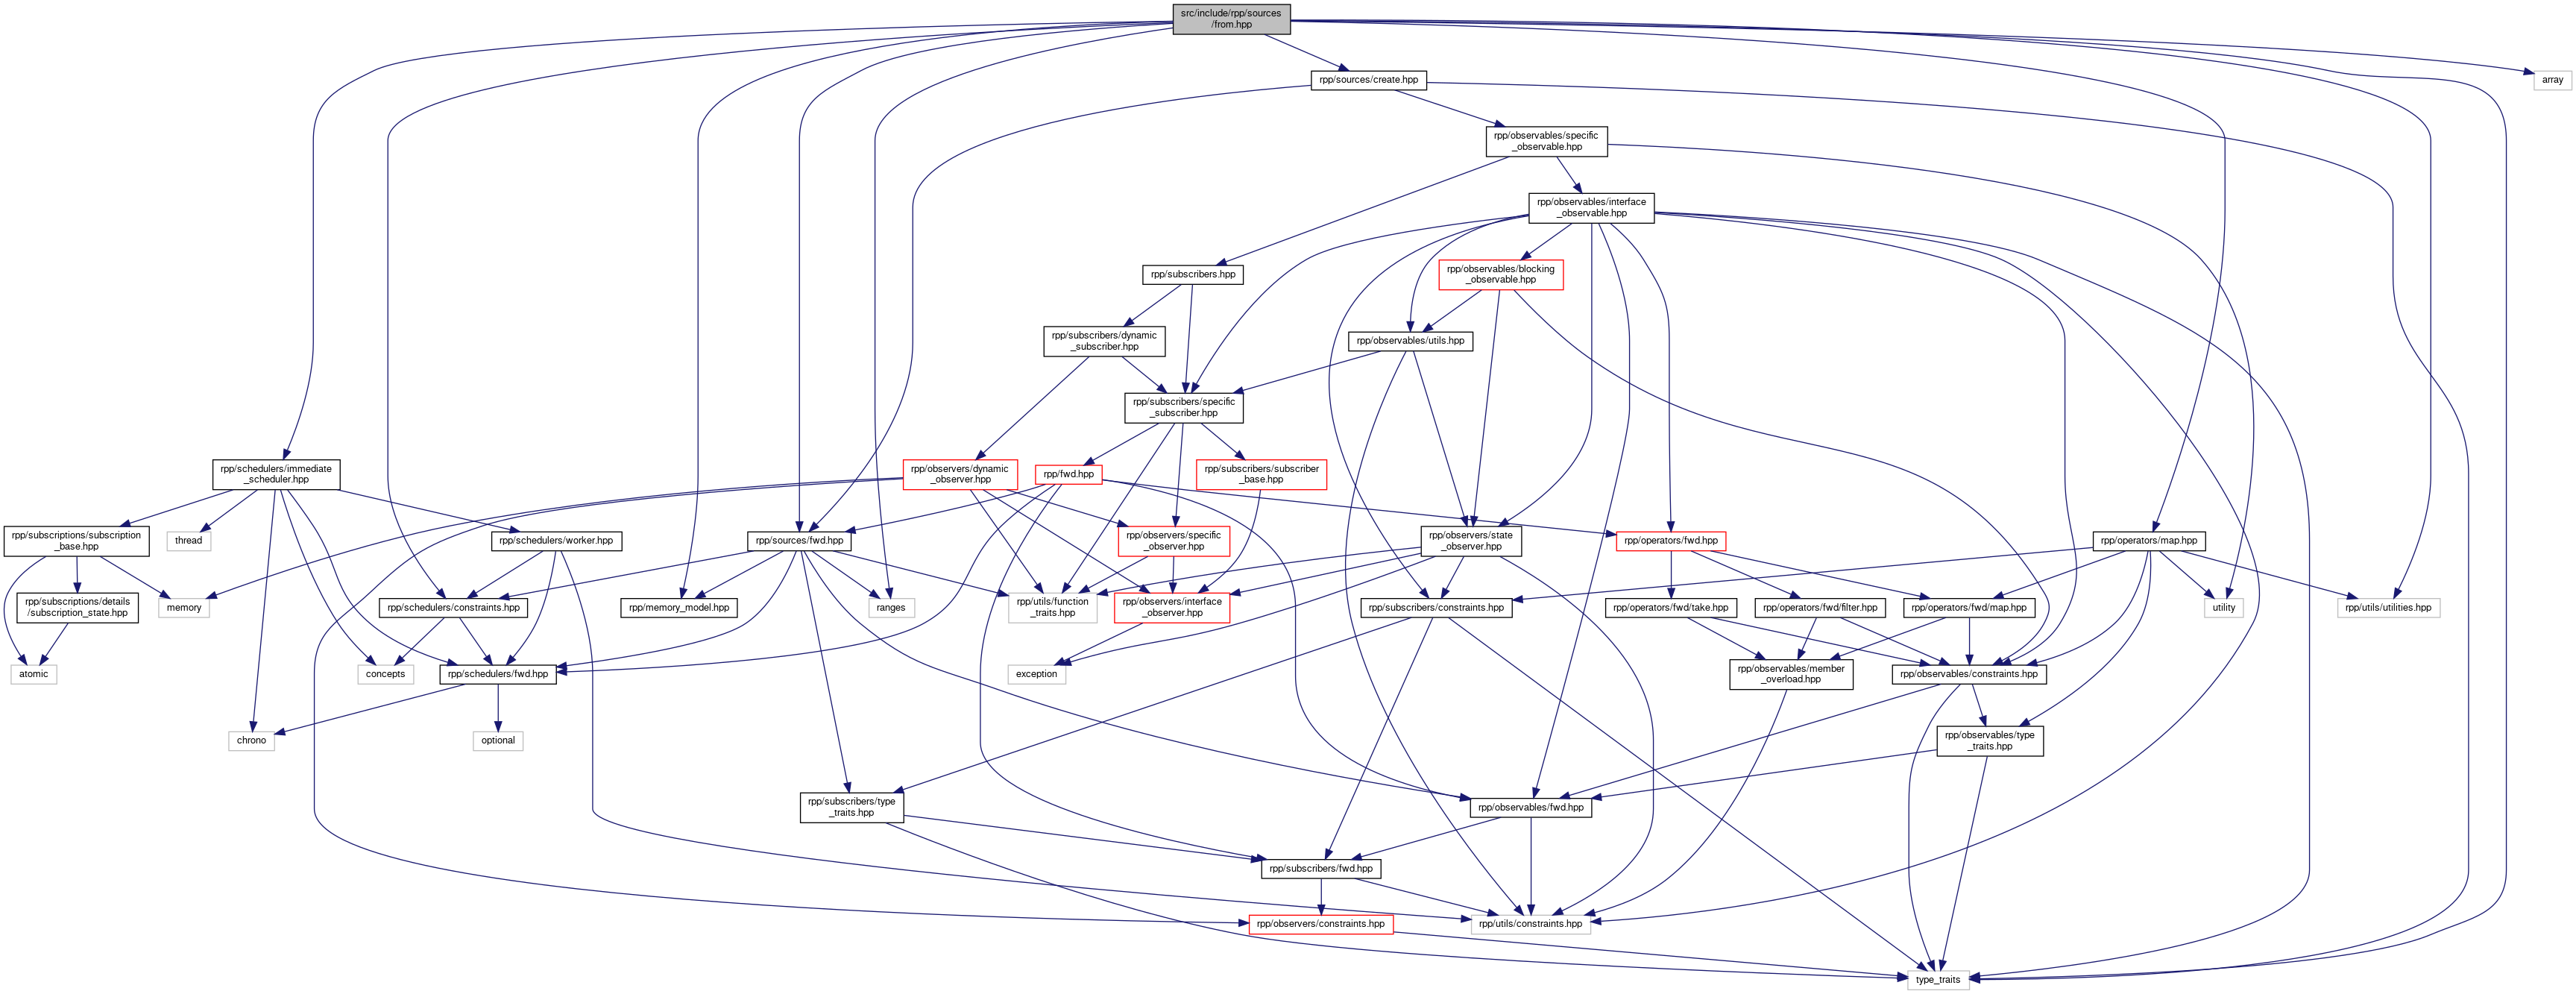 src/include/rpp/sources
/from.hpp
rpp/sources/create.hpp
array
rpp/observables/specific
_observable.hpp
rpp/observables/interface
_observable.hpp
rpp/subscribers.hpp
rpp/observables/blocking
_observable.hpp
rpp/subscribers/dynamic
_subscriber.hpp
rpp/observables/utils.hpp
rpp/subscribers/specific
_subscriber.hpp
rpp/schedulers/immediate
_scheduler.hpp
rpp/observers/dynamic
_observer.hpp
rpp/fwd.hpp
rpp/subscribers/subscriber
_base.hpp
rpp/subscriptions/subscription
_base.hpp
thread
rpp/schedulers/worker.hpp
rpp/sources/fwd.hpp
rpp/observers/specific
_observer.hpp
rpp/observers/state
_observer.hpp
rpp/operators/fwd.hpp
rpp/operators/map.hpp
rpp/subscriptions/details
/subscription_state.hpp
memory
rpp/schedulers/constraints.hpp
rpp/memory_model.hpp
ranges
rpp/utils/function
_traits.hpp
rpp/observers/interface
_observer.hpp
rpp/subscribers/constraints.hpp
rpp/operators/fwd/take.hpp
rpp/operators/fwd/filter.hpp
rpp/operators/fwd/map.hpp
utility
rpp/utils/utilities.hpp
atomic
concepts
rpp/schedulers/fwd.hpp
exception
rpp/observables/member
_overload.hpp
rpp/observables/constraints.hpp
chrono
optional
rpp/observables/type
_traits.hpp
rpp/subscribers/type
_traits.hpp
rpp/observables/fwd.hpp
rpp/subscribers/fwd.hpp
rpp/observers/constraints.hpp
rpp/utils/constraints.hpp
type_traits